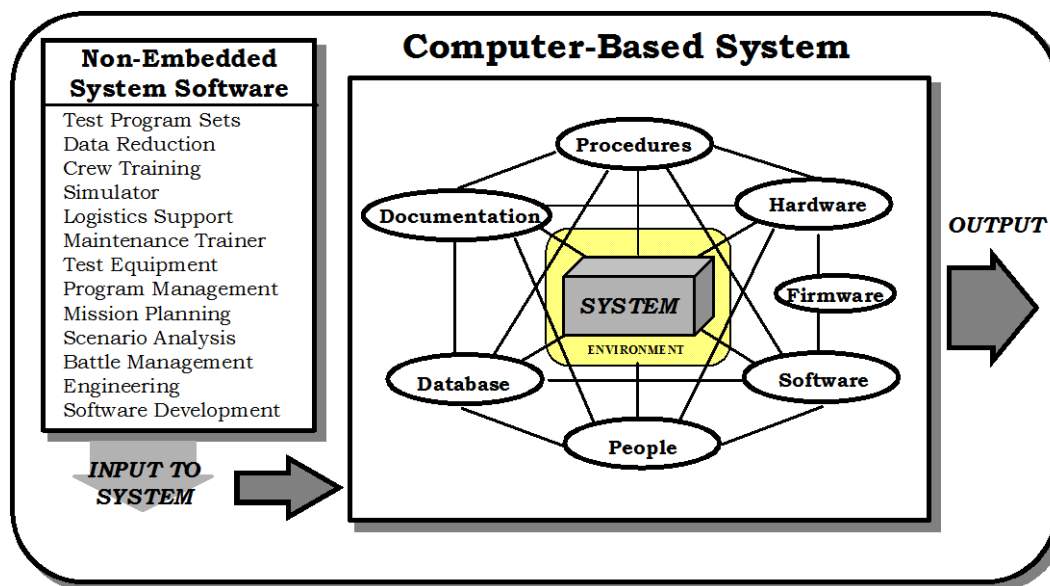 Computer-Based System
Non-Embedded
System Software
Test Program Sets
Data Reduction
Crew Training
Simulator
Logistics Support
Maintenance Trainer
Test Equipment
Program Management
Mission Planning
Scenario Analysis
Battle Management
Engineering
Software Development
INPUT TO
SYSTEM
Procedures
Documentation
Hardware
SYSTEM
Firmware
ENVIRONMENT
Database
Software
People
OUTPUT